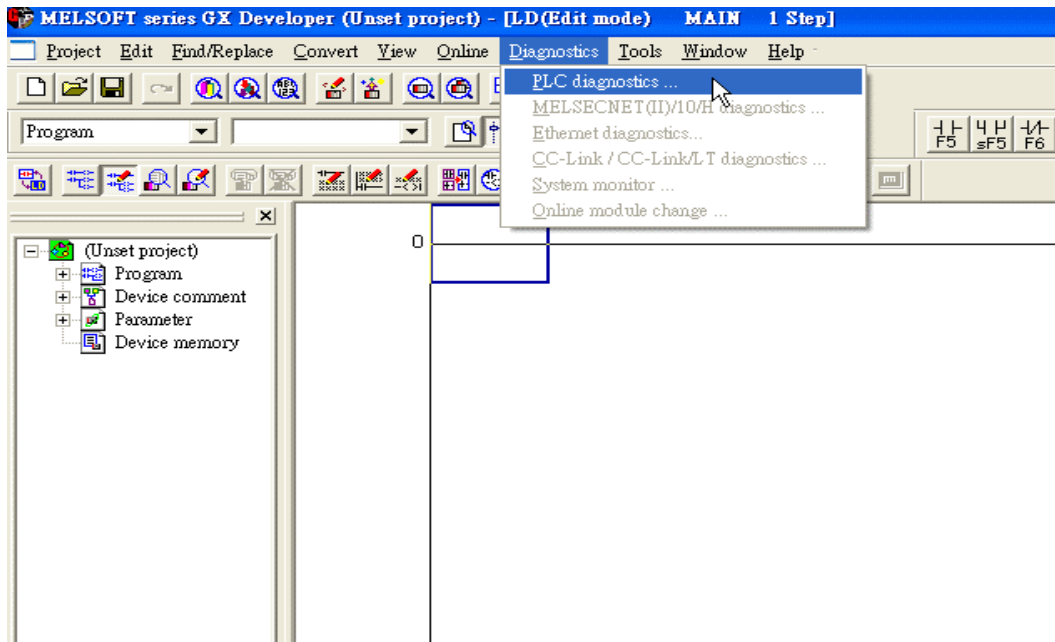 MELSOFT series GX Developer (Unset project) - [LD(Edit mode) MAIN 1 Step]
Project Edit Find/Replace Convert View Online Diagnostics Tools Window Help
PLC diagnostics ...
MELSECNET(II)/10/H diagnostics ...
Ethernet diagnostics...
CC-Link / CC-Link/LT diagnostics ...
System monitor ...
Online module change ...
Program
F5 sF5 F6
0
(Unset project)
Program
Device comment
Parameter
Device memory